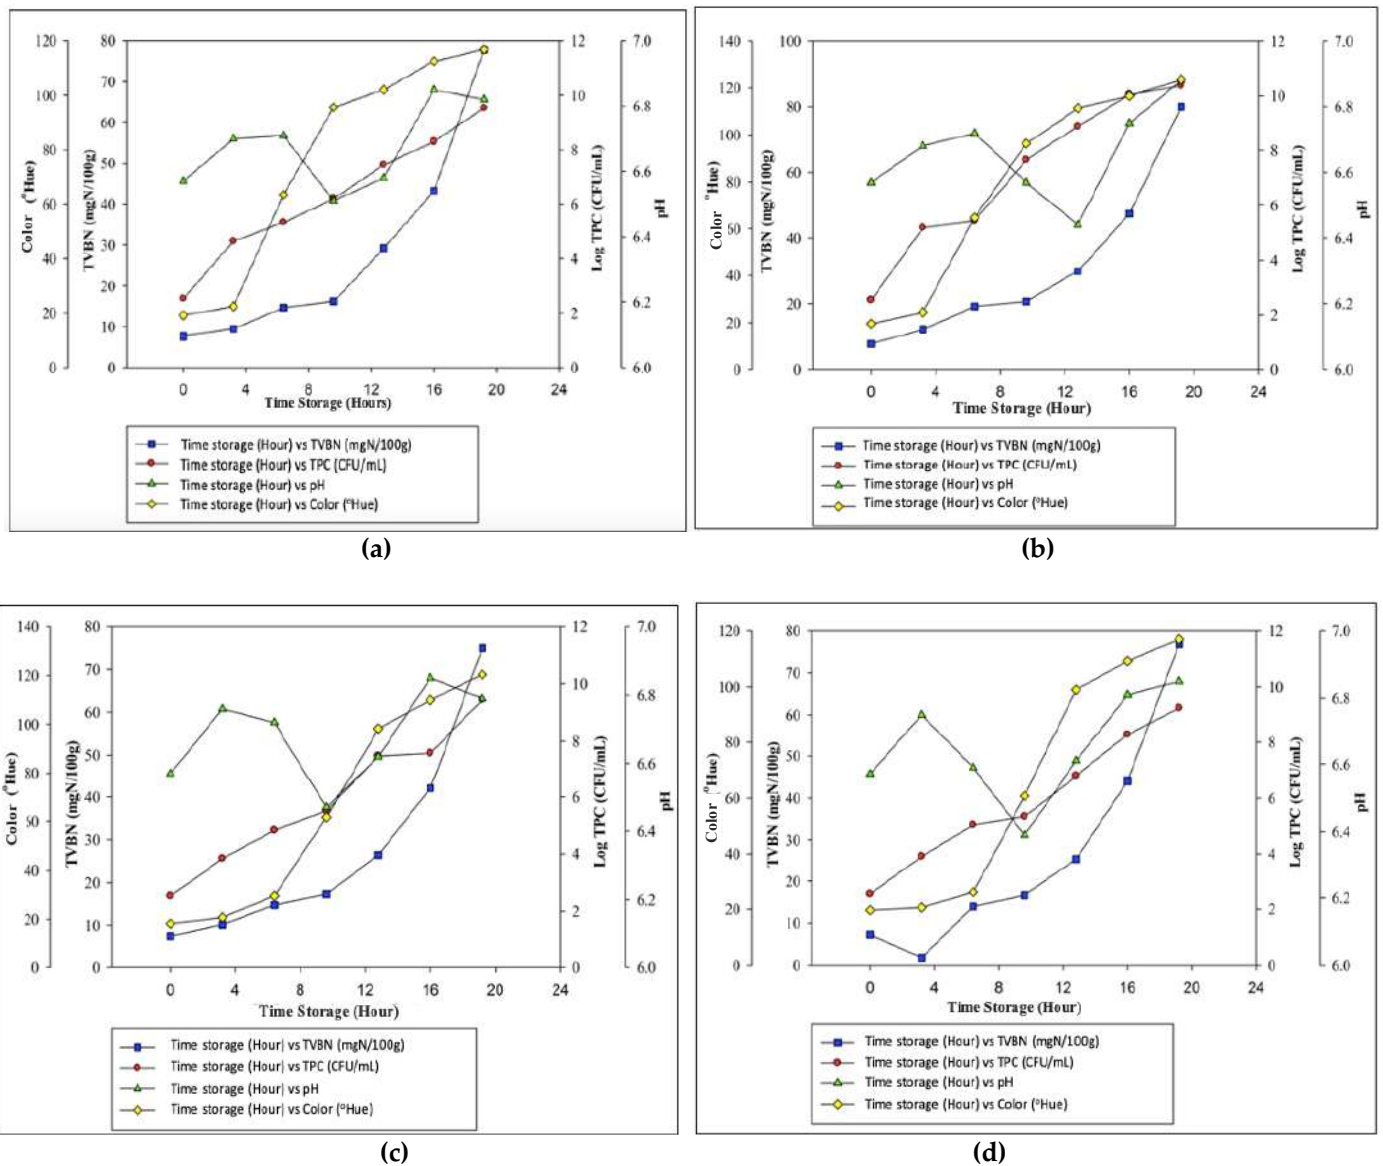 120 80 12 7.0
100 70 10 6.8
80 60 8 6.6
60 50 6 6.4
40 40 4 6.2
20 30 2 6.0
0 20 0
10
0
Color (°Hue)
TVBN (mgN/100g)
Log TPC (CFU/mL)
pH
0 4 8 12 16 20 24
Time Storage (Hours)
Time storage (Hour) vs TVBN (mgN/100g)
Time storage (Hour) vs TPC (CFU/mL)
Time storage (Hour) vs pH
Time storage (Hour) vs Color (°Hue)
(a)
140 100 12 7.0
120 80 10 6.8
100 60 8 6.6
80 40 6 6.4
60 20 4 6.2
40 0 2 6.0
20 0
0
Color °Hue)
TVBN (mgN/100g)
Log TPC (CFU/mL)
pH
0 4 8 12 16 20 24
Time Storage (Hour)
Time storage (Hour) vs TVBN (mgN/100g)
Time storage (Hour) vs TPC (CFU/mL)
Time storage (Hour) vs pH
Time storage (Hour) vs Color (°Hue)
(b)
140 80 12 7.0
120 70 10 6.8
100 60 8 6.6
80 50 6 6.4
60 40 4 6.2
40 30 2 6.0
20 20 0
0 10
0
Color (°Hue)
TVBN (mgN/100g)
Log TPC (CFU/mL)
pH
0 4 8 12 16 20 24
Time Storage (Hour)
Time storage (Hour) vs TVBN (mgN/100g)
Time storage (Hour) vs TPC (CFU/mL)
Time storage (Hour) vs pH
Time storage (Hour) vs Color (°Hue)
(c)
120 80 12 7.0
100 70 10 6.8
80 60 8 6.6
60 50 6 6.4
40 40 4 6.2
20 30 2 6.0
0 20 0
10
0
Color (°Hue)
TVBN (mgN/100g)
Log TPC (CFU/mL)
pH
0 4 8 12 16 20 24
Time Storage (Hour)
Time storage (Hour) vs TVBN (mgN/100g)
Time storage (Hour) vs TPC (CFU/mL)
Time storage (Hour) vs pH
Time storage (Hour) vs Color (°Hue)
(d)